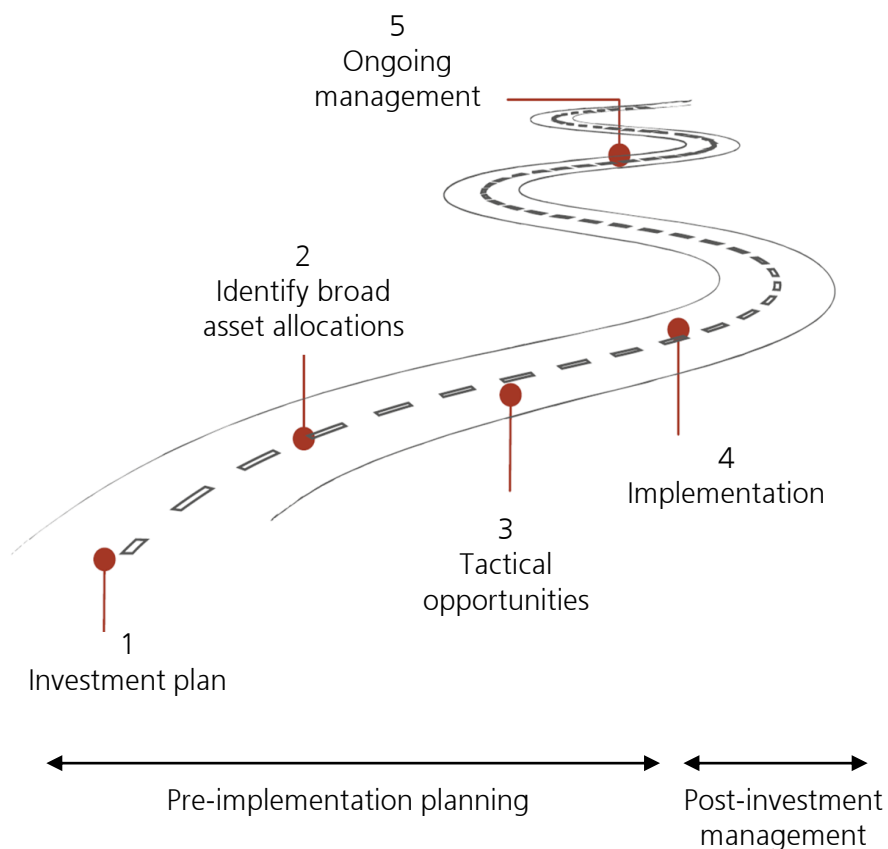 5
Ongoing
management
2
Identify broad
asset allocations
4
Implementation
3
Tactical
opportunities
1
Investment plan
Pre-implementation planning
Post-investment
management